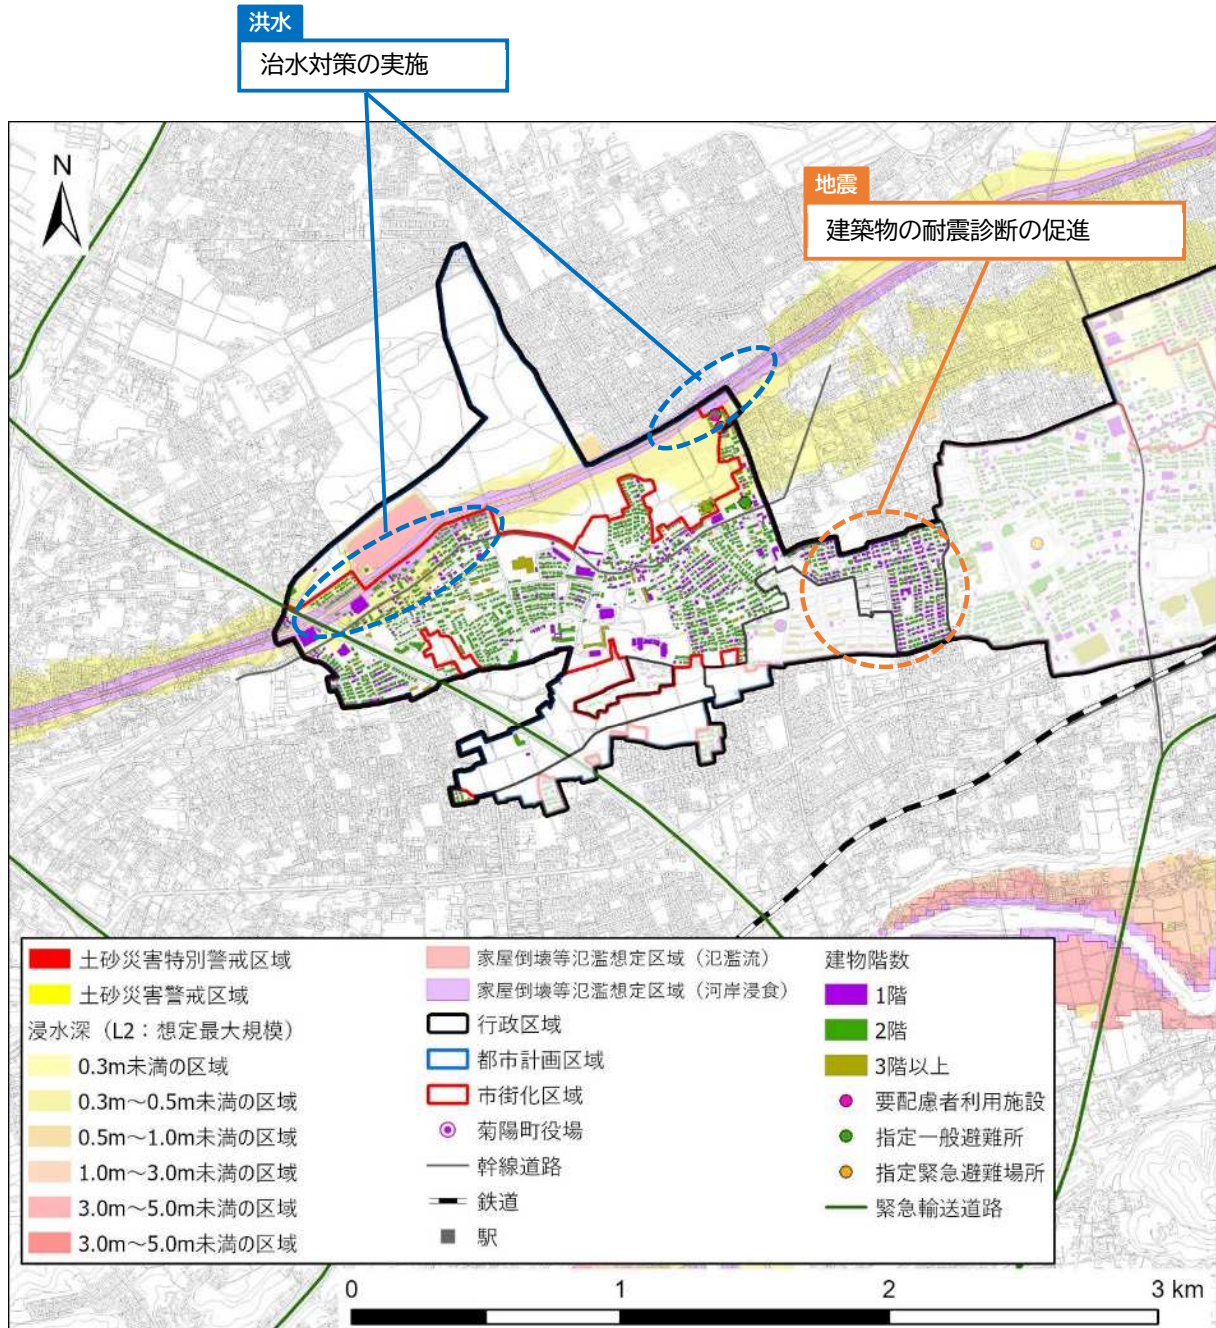 洪水
治水対策の実施
地震
建築物の耐震診断の促進
N
土砂災害特別警戒区域
土砂災害警戒区域
浸水深（L2：想定最大規模）
0.3m未満の区域
0.3m～0.5m未満の区域
0.5m～1.0m未満の区域
1.0m～3.0m未満の区域
3.0m～5.0m未満の区域
3.0m～5.0m未満の区域
家屋倒壊等氾濫想定区域（氾濫流）
家屋倒壊等氾濫想定区域（河岸浸食）
行政区域
都市計画区域
市街化区域
菊陽町役場
幹線道路
鉄道
駅
建物階数
1階
2階
3階以上
要配慮者利用施設
指定一般避難所
指定緊急避難場所
緊急輸送道路
0 1 2 3 km